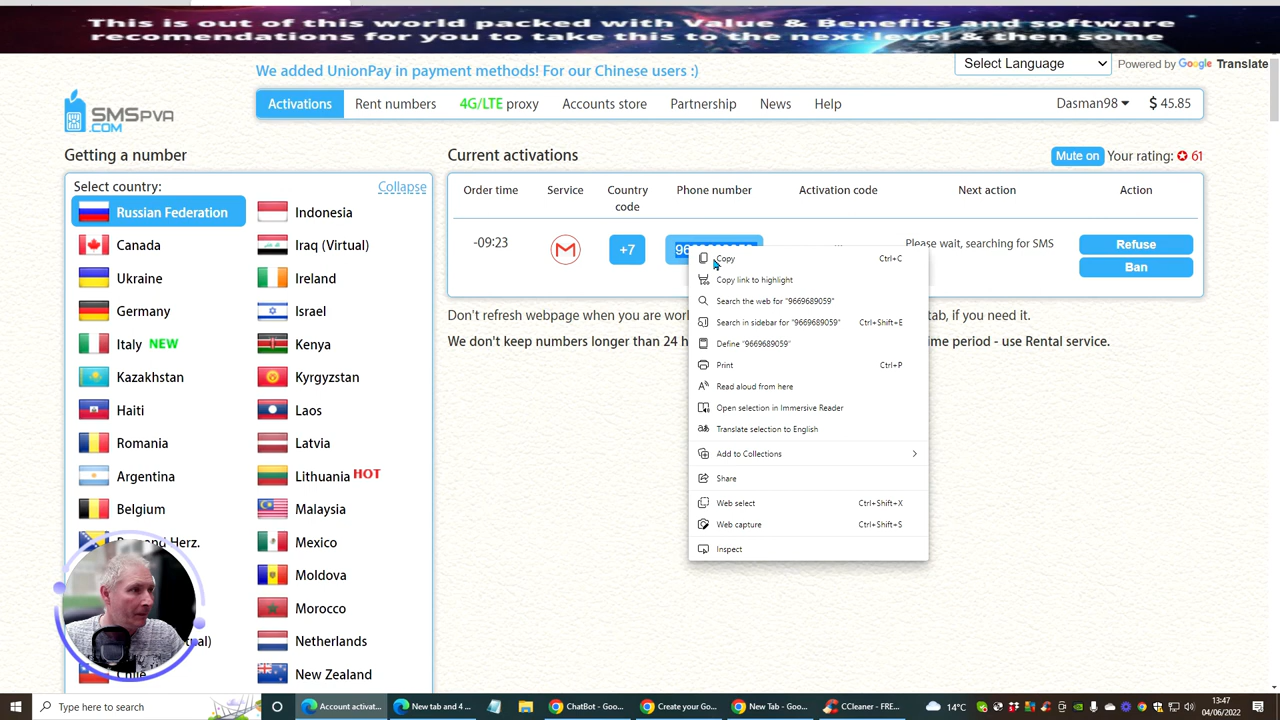 This is out of this world packed with Value & Benefits and software
recomendations for you to take this to the next level & then some
We added UnionPay in payment methods! For our Chinese users :)
Select Language
Powered by Google Translate
SMSPVA
.COM
Activations
Rent numbers
4G/LTE proxy
Accounts store
Partnership
News
Help
Dasman98
$ 45.85
Getting a number
Current activations
Mute on
Your rating: 61
Select country:
Collapse
Russian Federation
Indonesia
Canada
Iraq (Virtual)
Ukraine
Ireland
Germany
Israel
Italy NEW
Kenya
Kazakhstan
Kyrgyzstan
Haiti
Laos
Romania
Latvia
Argentina
Lithuania HOT
Belgium
Malaysia
Herz.
Mexico
Moldova
Morocco
Netherlands
Chile
New Zealand
Order time
Service
Country
code
Phone number
Activation code
Next action
Action
-09:23
+7
Please wait, searching for SMS
Refuse
Ban
Don't refresh webpage when you are
tab, if you need it.
We don't keep numbers longer than 24
period - use Rental service.
Copy Ctrl+C
Copy link to highlight
Search the web for "9669689059"
Search in sidebar for "9669689059" Ctrl+Shift+E
Define "9669689059"
Print Ctrl+P
Read aloud from here
Open selection in Immersive Reader
Translate selection to English
Add to Collections
Share
Web select Ctrl+Shift+X
Web capture Ctrl+Shift+S
Inspect
Type here to search
Account activat...
New tab and 4 ...
ChatBot - Goo...
Create your Go...
New Tab - Goo...
CCleaner - FRE...
14°C
13:47
04/06/2022